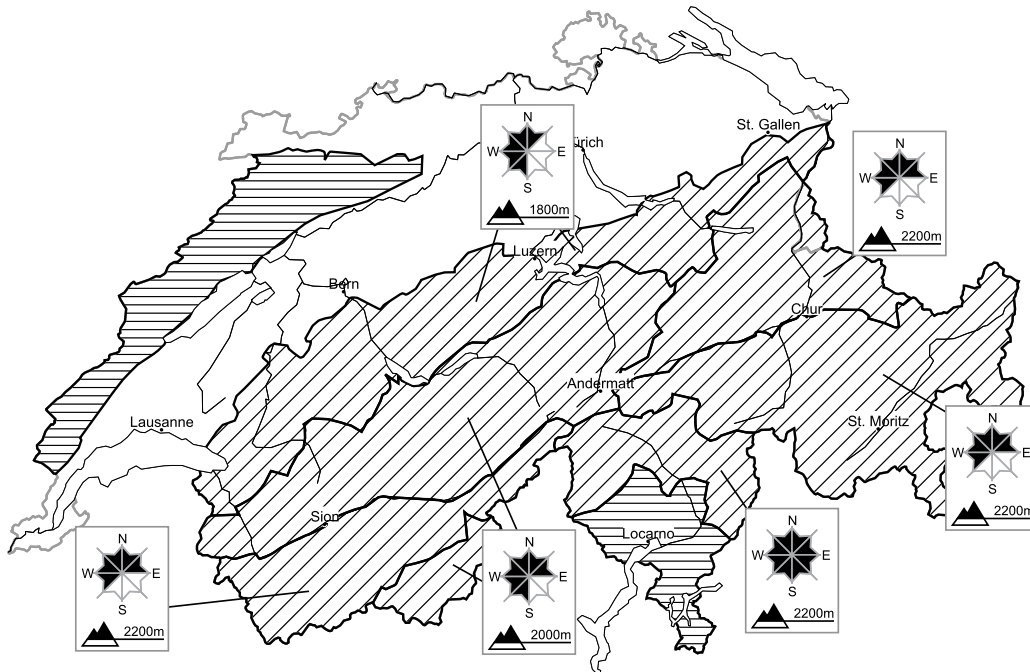 St. Gallen
N
W E
S
1800m
ürich
N
W E
S
2200m
Luzern
Bern
Chur
Andermatt
Lausanne
St. Moritz
N
W E
S
2200m
Sion
Locarno
N
W E
S
2200m
N
W E
S
2000m
N
W E
S
2200m